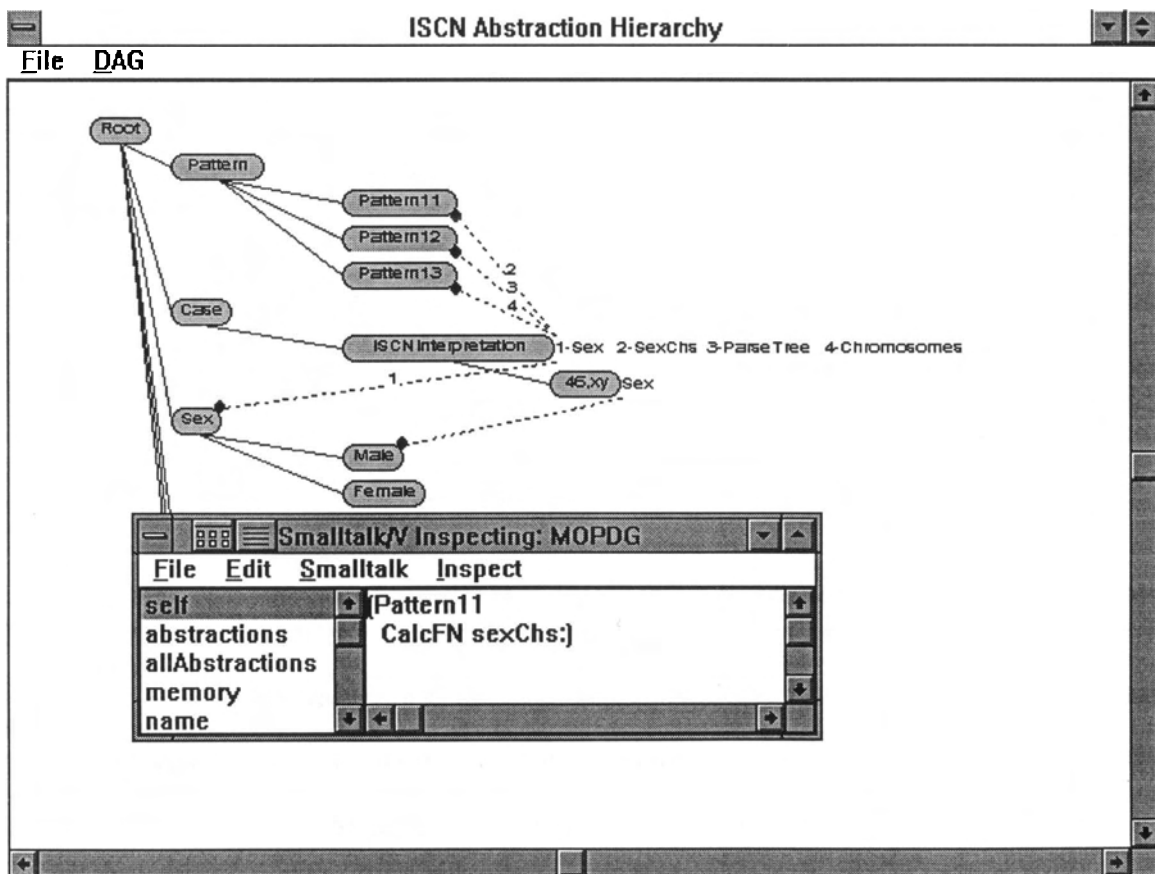 ISCN Abstraction Hierarchy
File DAG
Root
Pattern
Pattern11
Pattern12
Pattern13
2
3
4
Case
ISCN Interpretation 1-Sex 2-SexChs 3-ParseTree 4-Chromosomes
1
46,xy Sex
Sex
Male
Female
Smalltalk/V Inspecting: MOPDG
File Edit Smalltalk Inspect
self
abstractions
allAbstractions
memory
name
(Pattern11
CalcFN sexChs:)